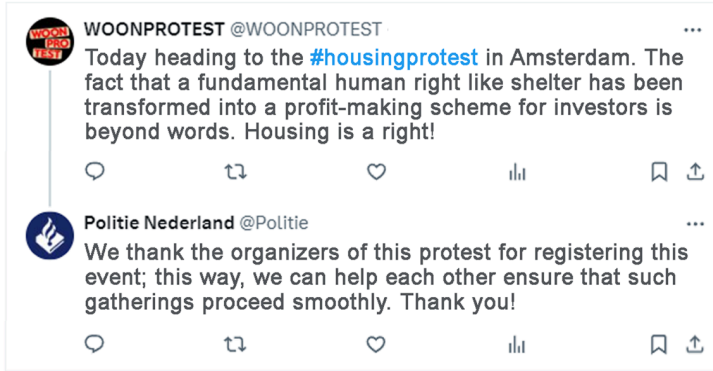 WOON
PRO
TEST
WOONPROTEST @WOONPROTEST
Today heading to the #housingprotest in Amsterdam. The
fact that a fundamental human right like shelter has been
transformed into a profit-making scheme for investors is
beyond words. Housing is a right!
Politie Nederland @Politie
We thank the organizers of this protest for registering this
event; this way, we can help each other ensure that such
gatherings proceed smoothly. Thank you!